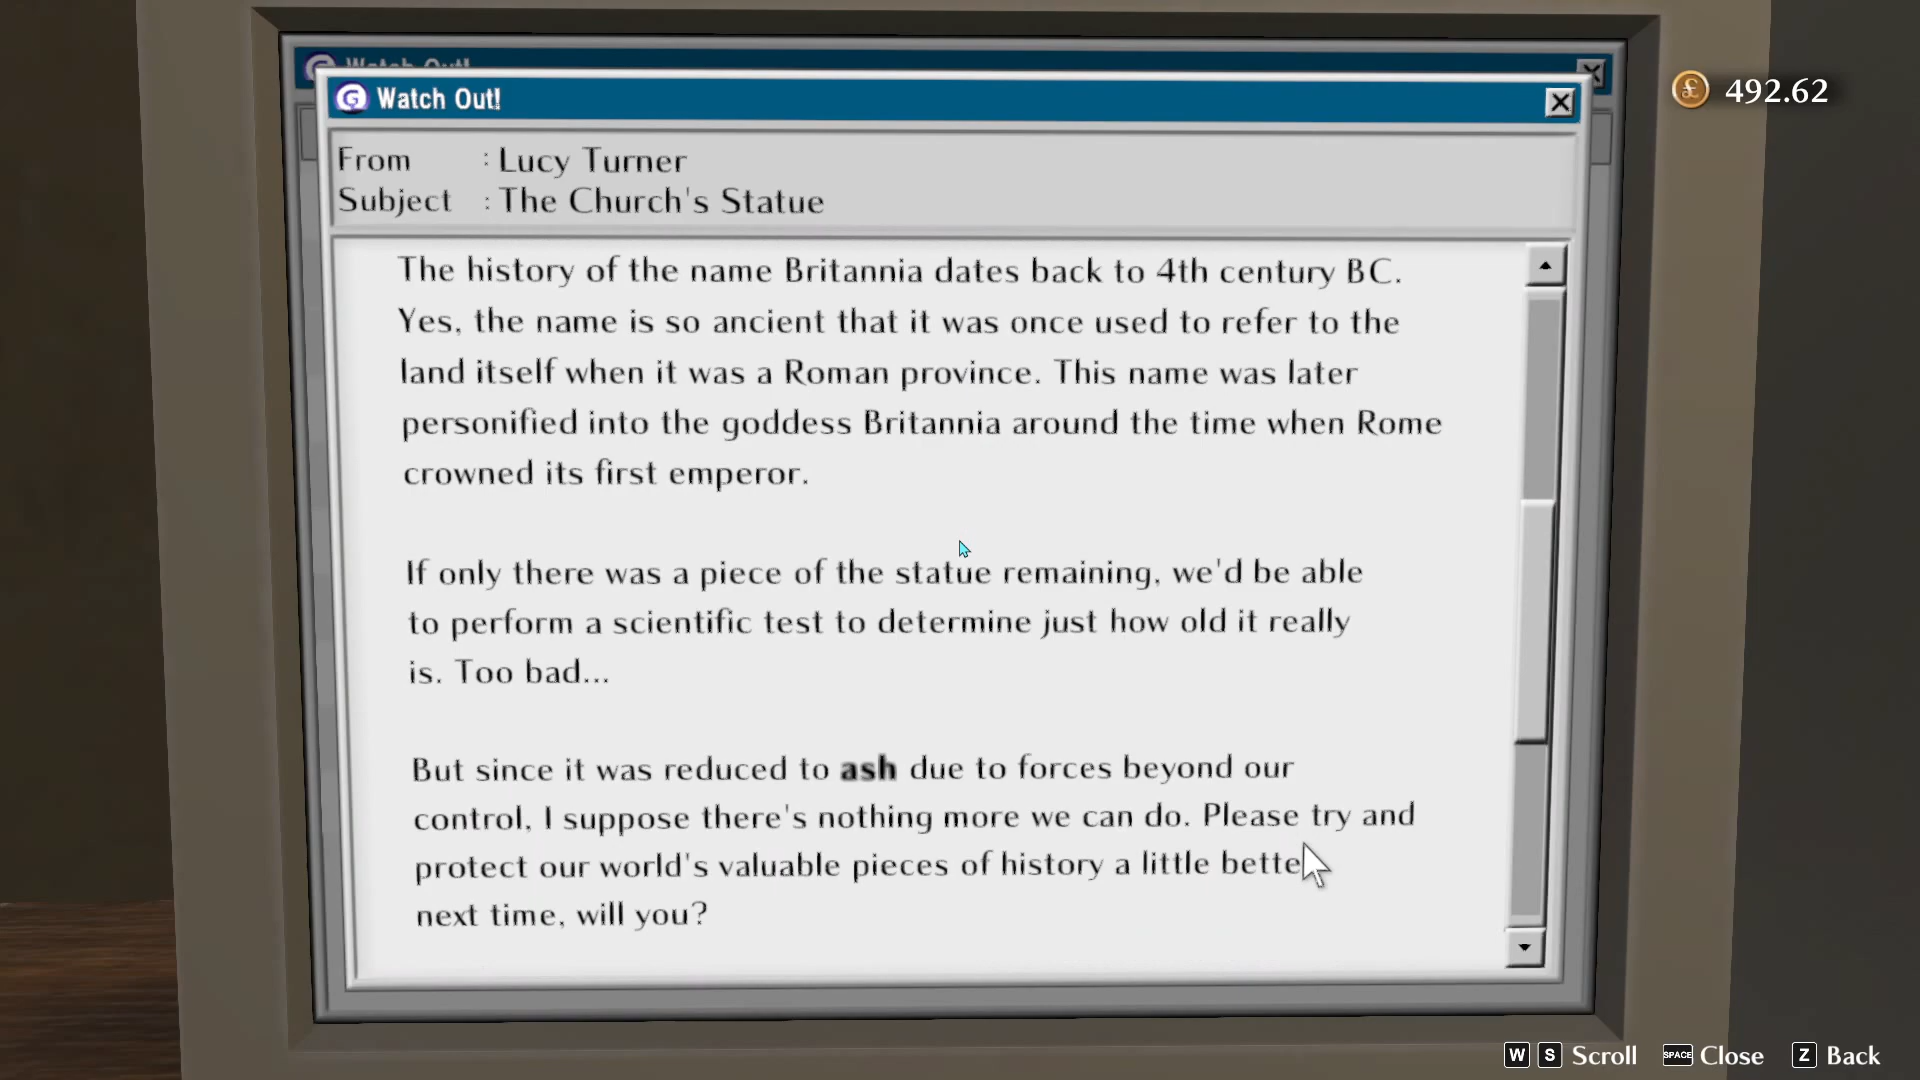 Watch Out!
Watch Out!
492.62
From : Lucy Turner
Subject : The Church's Statue
The history of the name Britannia dates back to 4th century BC.
Yes, the name is so ancient that it was once used to refer to the
land itself when it was a Roman province. This name was later
personified into the goddess Britannia around the time when Rome
crowned its first emperor.
If only there was a piece of the statue remaining, we'd be able
to perform a scientific test to determine just how old it really
is. Too bad...
But since it was reduced to ash due to forces beyond our
control, I suppose there's nothing more we can do. Please try and
protect our world's valuable pieces of history a little bette
next time, will you?
W S Scroll SPACE Close Z Back